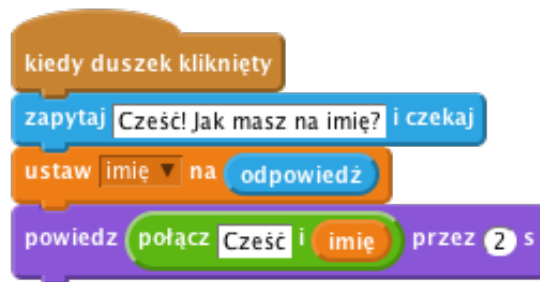 kiedy duszek kliknięty
zapytaj Cześć! Jak masz na imię? i czekaj
ustaw imię na odpowiedź
powiedz połącz Cześć i imię przez 2 s